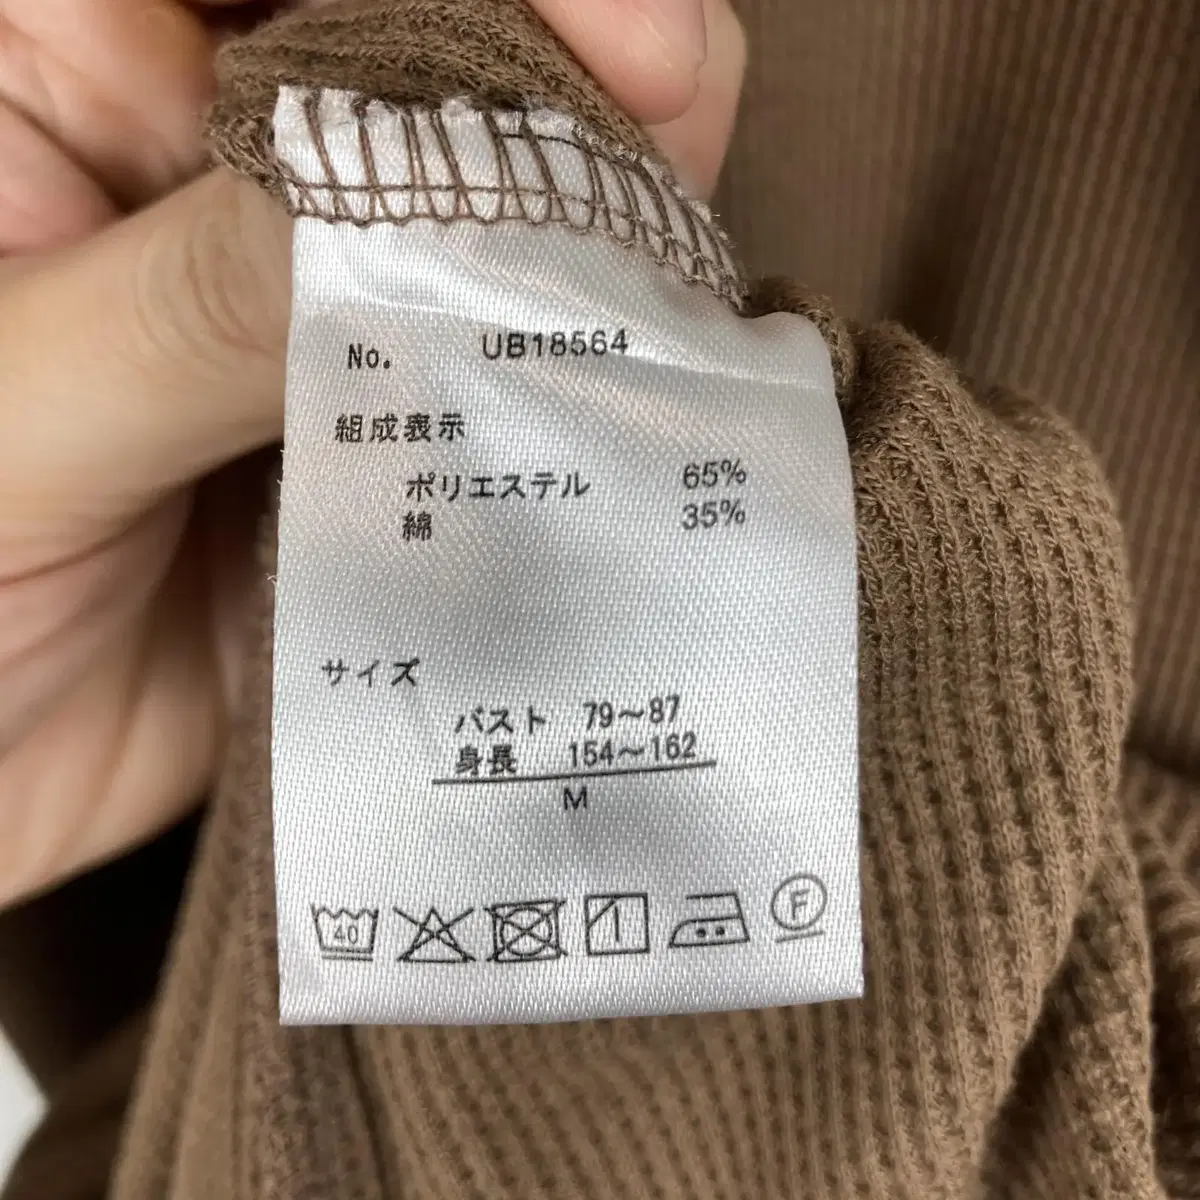 No. UB18564
組成表示
ポリエステル 65%
綿 35%
サイズ
バスト 79～87
身長 154～162
M
40
F